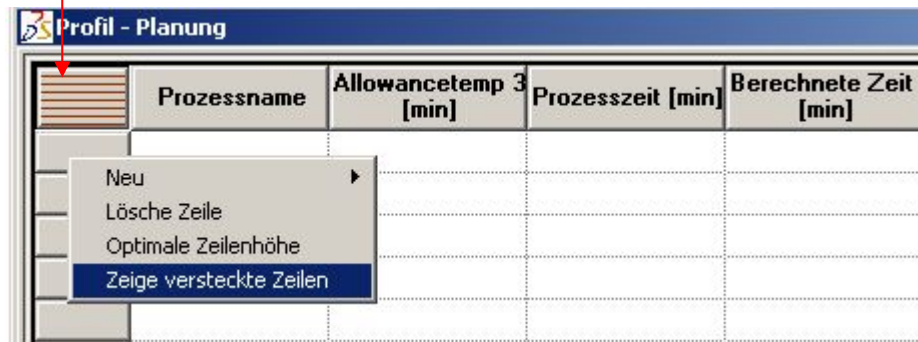 Profil - Planung
Prozessname
Allowancetemp 3
[min]
Prozesszeit [min]
Berechnete Zeit
[min]
Neu
Lösche Zeile
Optimale Zeilenhöhe
Zeige versteckte Zeilen